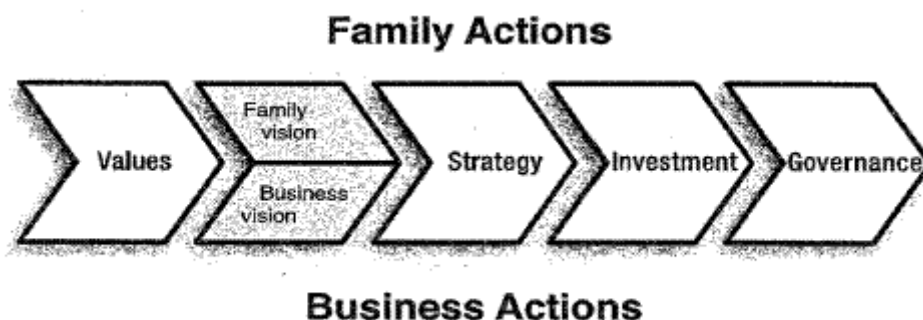 Family Actions
Values
Family
vision
Business
vision
Strategy
Investment
Governance
Business Actions